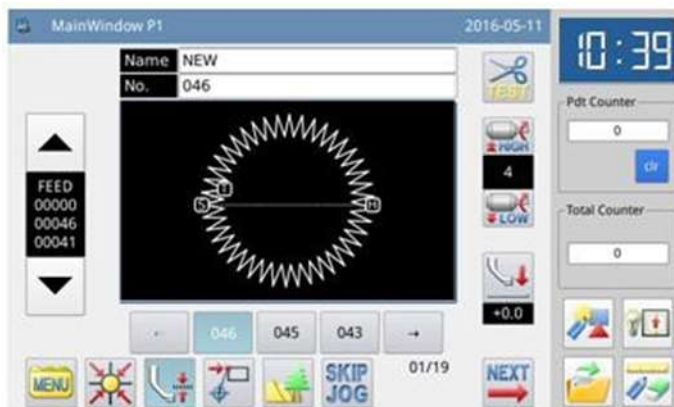 MainWindow P1
2016-05-11
10:39
Name NEW
No. 046
TEST
HIGH
4
LOW
+0.0
FEED
00000
00046
00041
T
S
H
← 046 045 043 →
01/19
MENU
SKIP
JOG
NEXT
Pdt Counter
0
clr
Total Counter
0